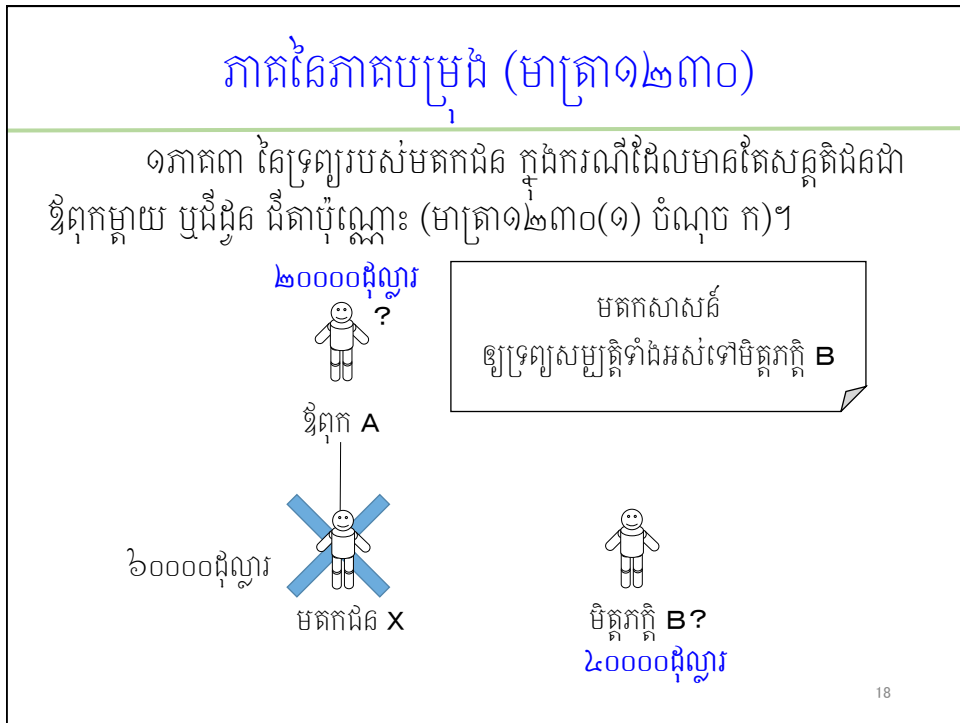 ភាគនៃភាគបម្រុង (មាត្រា១២៣០)
១ភាគ៣ នៃទ្រព្យរបស់មតកជន ក្នុងករណីដែលមានតែសន្តតិជនជា
ឪពុកម្តាយ ឬជីដូន ជីតាប៉ុណ្ណោះ (មាត្រា១២៣០(១) ចំណុច ក)។
២០០០០ដុល្លារ
?
មតកសាសន៍
ឲ្យទ្រព្យសម្បត្តិទាំងអស់ទៅមិត្តភក្តិ B
ឪពុក A
៦០០០០ដុល្លារ
មតកជន X
មិត្តភក្តិ B?
៤០០០០ដុល្លារ
18